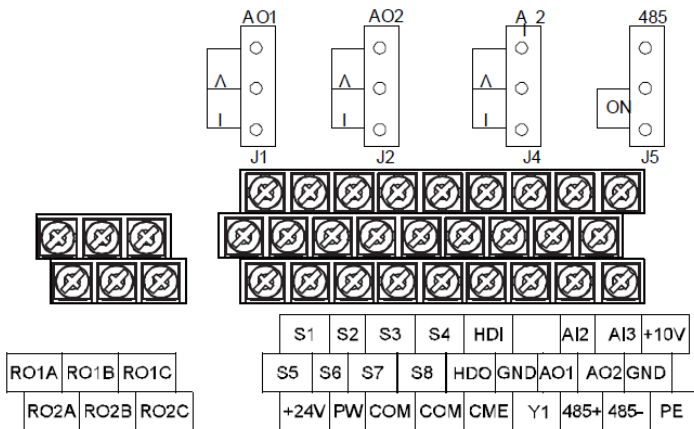 AO1 AO2 A 2 485
I
V V V
I I I ON
J1 J2 J4 J5
S1 S2 S3 S4 HDI AI2 AI3 +10V
RO1A RO1B RO1C S5 S6 S7 S8 HDO GND AO1 AO2 GND
RO2A RO2B RO2C +24V PW COM COM CME Y1 485+ 485- PE